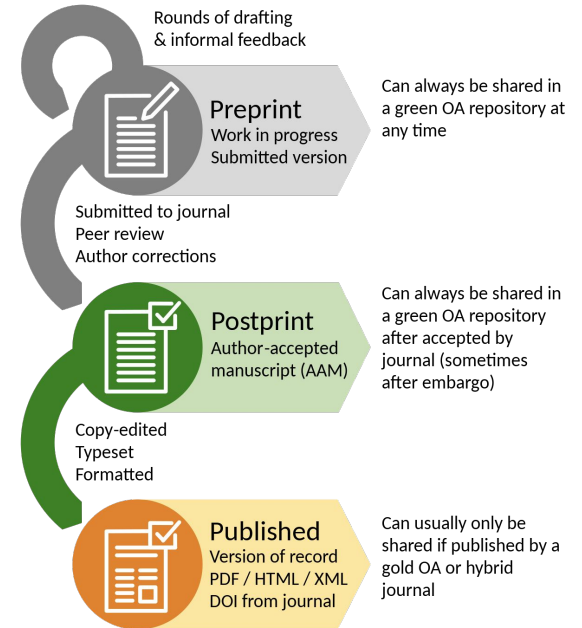 Rounds of drafting
& informal feedback
Preprint
Work in progress
Submitted version
Can always be shared in
a green OA repository at
any time
Submitted to journal
Peer review
Author corrections
Postprint
Author-accepted
manuscript (AAM)
Can always be shared in
a green OA repository
after accepted by
journal (sometimes
after embargo)
Copy-edited
Typeset
Formatted
Published
Version of record
PDF / HTML / XML
DOI from journal
Can usually only be
shared if published by a
gold OA or hybrid
journal